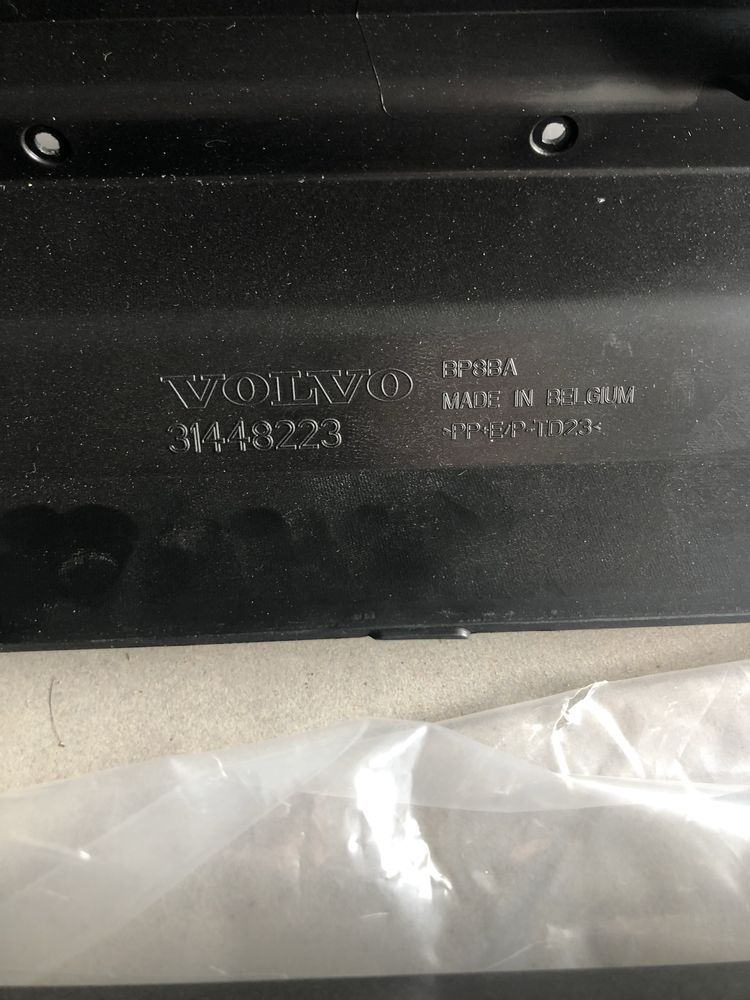 VOLVO
31448223
BP8BA
MADE IN BELGIUM
>PP+E/P-TD23<